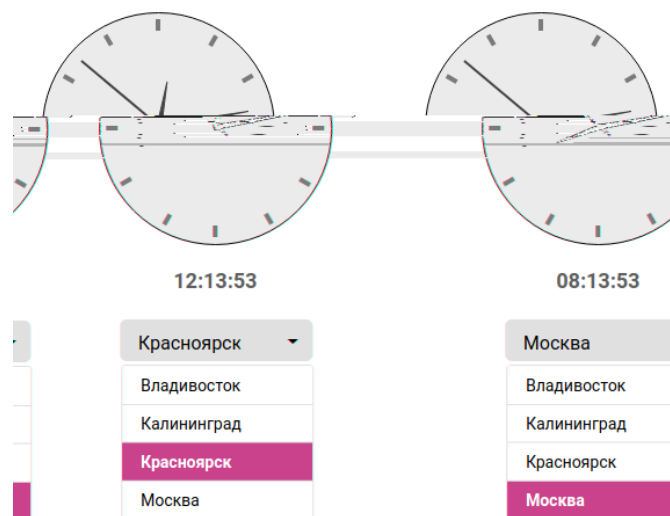 12:13:53
08:13:53
Красноярск
Москва
Владивосток
Калининград
Красноярск
Москва
Владивосток
Калининград
Красноярск
Москва